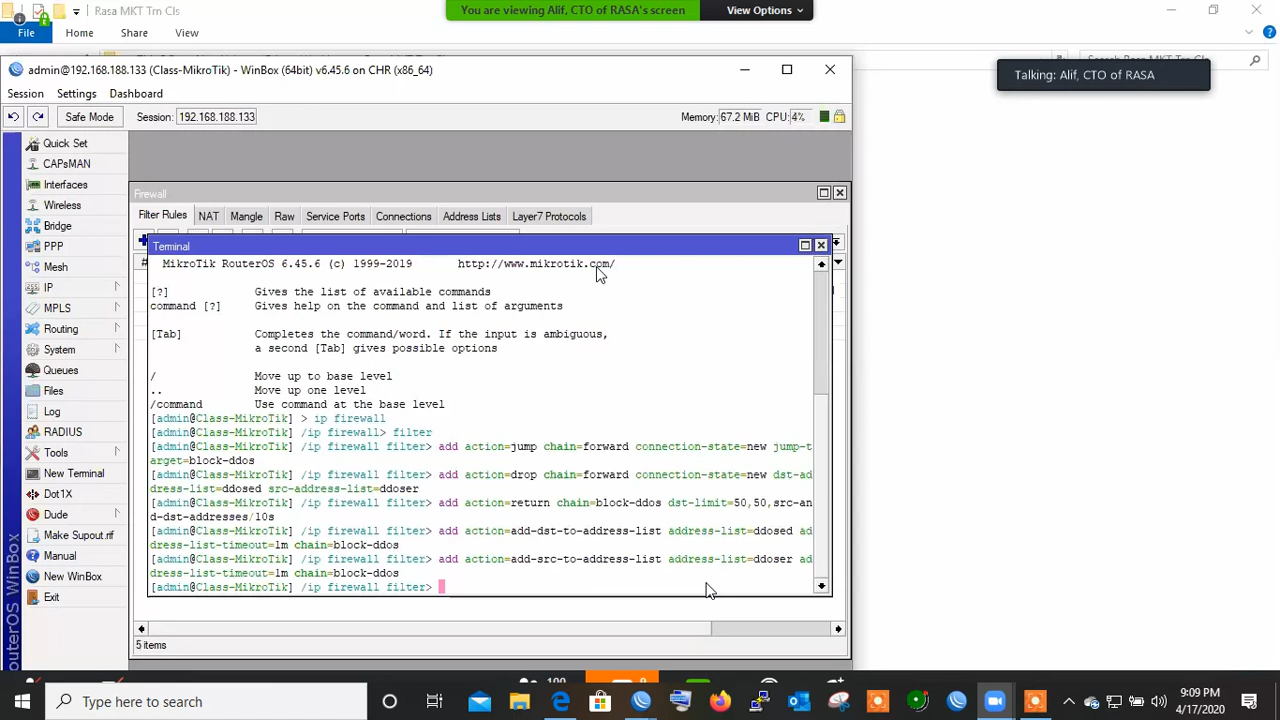 Rasa MKT Trn Cls
You are viewing Alif, CTO of RASA's screen
View Options
File
Home
Share
View
Talking: Alif, CTO of RASA
admin@192.168.188.133 (Class-MikroTik) - WinBox (64bit) v6.45.6 on CHR (x86_64)
Session
Settings
Dashboard
Safe Mode
Session:
192.168.188.133
Memory:
67.2 MiB
CPU:
4%
Quick Set
CAPsMAN
Interfaces
Wireless
Bridge
PPP
Mesh
IP
MPLS
Routing
System
Queues
Files
Log
RADIUS
Tools
New Terminal
Dot1X
Dude
Make Supout.rif
Manual
New WinBox
Exit
RouterOS WinBox
Firewall
Filter Rules
NAT
Mangle
Raw
Service Ports
Connections
Address Lists
Layer7 Protocols
#
Terminal
MikroTik RouterOS 6.45.6 (c) 1999-2019 http://www.mikrotik.com/
[?] Gives the list of available commands
command [?] Gives help on the command and list of arguments
[Tab] Completes the command/word. If the input is ambiguous,
a second [Tab] gives possible options
/ Move up to base level
.. Move up one level
/command Use command at the base level
[admin@Class-MikroTik] > ip firewall
[admin@Class-MikroTik] /ip firewall> filter
[admin@Class-MikroTik] /ip firewall filter> add action=jump chain=forward connection-state=new jump-t
arget=block-ddos
[admin@Class-MikroTik] /ip firewall filter> add action=drop chain=forward connection-state=new dst-ad
dress-list=ddosed src-address-list=ddoser
[admin@Class-MikroTik] /ip firewall filter> add action=return chain=block-ddos dst-limit=50,50,src-an
d-dst-addresses/10s
[admin@Class-MikroTik] /ip firewall filter> add action=add-dst-to-address-list address-list=ddosed ad
dress-list-timeout=1m chain=block-ddos
[admin@Class-MikroTik] /ip firewall filter> add action=add-src-to-address-list address-list=ddoser ad
dress-list-timeout=1m chain=block-ddos
[admin@Class-MikroTik] /ip firewall filter>
5 items
Type here to search
9:09 PM
4/17/2020